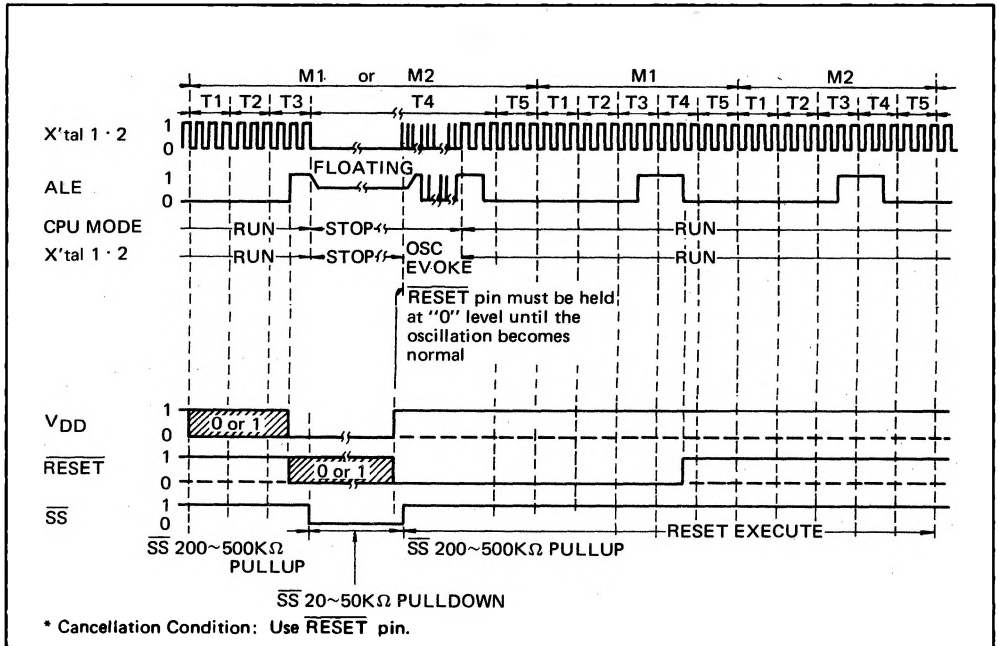 M1 or M2 M1 M2
T1 T2 T3 T4 T5 T1 T2 T3 T4 T5 T1 T2 T3 T4 T5
X'tal 1 · 2 1 0
FLOATING
ALE 1 0
CPU MODE RUN STOP RUN
X'tal 1 · 2 RUN STOP OSC EVOKE RUN
RESET pin must be held
at "0" level until the
oscillation becomes
normal
VDD 1 0 0 or 1
RESET 1 0 0 or 1
SS 1 0
RESET EXECUTE
SS 200~500KΩ PULLUP
SS 200~500KΩ PULLUP
SS 20~50KΩ PULLDOWN
* Cancellation Condition: Use RESET pin.